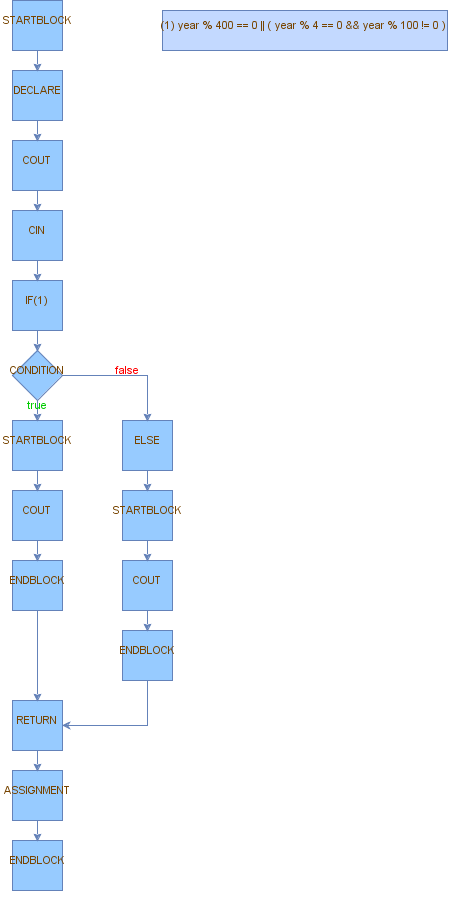 STARTBLOCK
(1) year % 400 == 0 || ( year % 4 == 0 && year % 100 != 0 )
DECLARE
COUT
CIN
IF(1)
CONDITION
false
true
STARTBLOCK
ELSE
COUT
STARTBLOCK
ENDBLOCK
COUT
ENDBLOCK
RETURN
ASSIGNMENT
ENDBLOCK